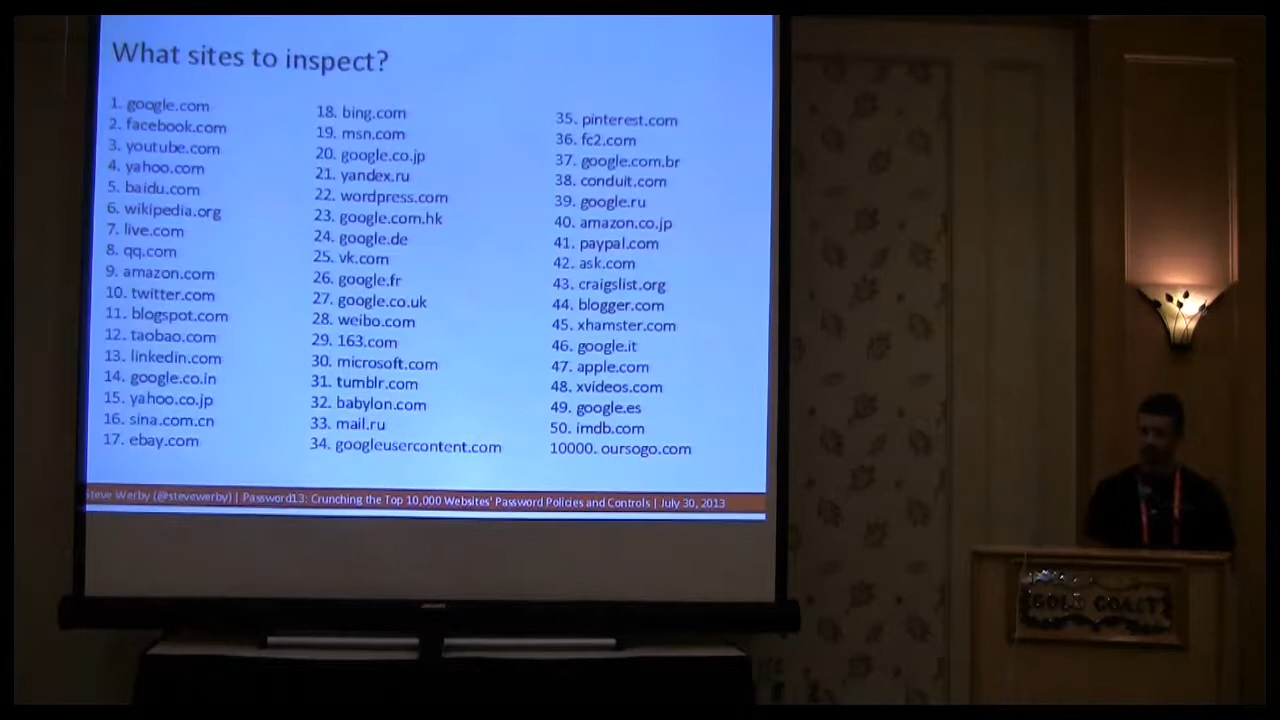 What sites to inspect?
1. google.com
2. facebook.com
3. youtube.com
4. yahoo.com
5. baidu.com
6. wikipedia.org
7. live.com
8. qq.com
9. amazon.com
10. twitter.com
11. blogspot.com
12. taobao.com
13. linkedin.com
14. google.co.in
15. yahoo.co.jp
16. sina.com.cn
17. ebay.com
18. bing.com
19. msn.com
20. google.co.jp
21. yandex.ru
22. wordpress.com
23. google.com.hk
24. google.de
25. vk.com
26. google.fr
27. google.co.uk
28. weibo.com
29. 163.com
30. microsoft.com
31. tumblr.com
32. babylon.com
33. mail.ru
34. googleusercontent.com
35. pinterest.com
36. fc2.com
37. google.com.br
38. conduit.com
39. google.ru
40. amazon.co.jp
41. paypal.com
42. ask.com
43. craigslist.org
44. blogger.com
45. xhamster.com
46. google.it
47. apple.com
48. xvideos.com
49. google.es
50. imdb.com
10000. oursogo.com
Steve Werby (@stevewerby) | Password13: Crunching the Top 10,000 Websites' Password Policies and Controls | July 30, 2013
GOLD COAST